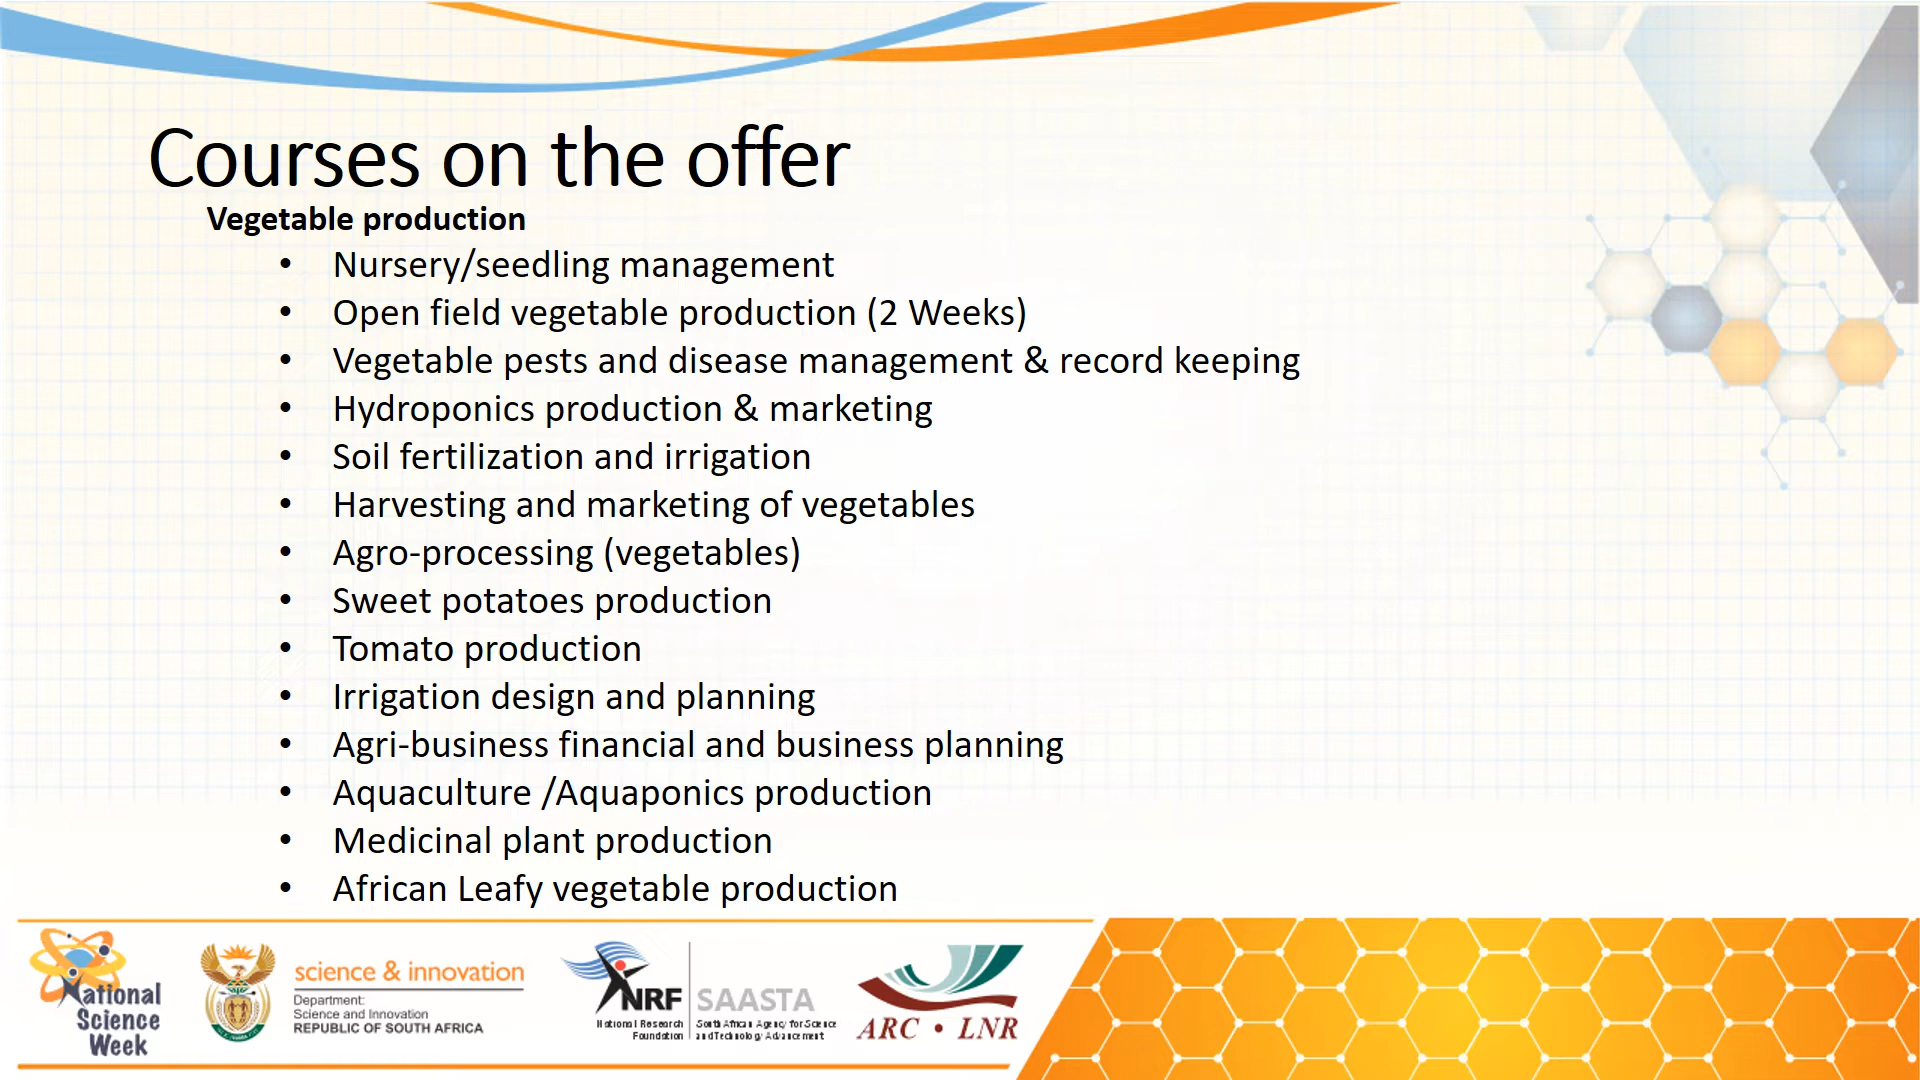 Courses on the offer
Vegetable production
• Nursery/seedling management
• Open field vegetable production (2 Weeks)
• Vegetable pests and disease management & record keeping
• Hydroponics production & marketing
• Soil fertilization and irrigation
• Harvesting and marketing of vegetables
• Agro-processing (vegetables)
• Sweet potatoes production
• Tomato production
• Irrigation design and planning
• Agri-business financial and business planning
• Aquaculture /Aquaponics production
• Medicinal plant production
• African Leafy vegetable production
National
Science
Week
science & innovation
Department:
Science and Innovation
REPUBLIC OF SOUTH AFRICA
NRF
National Research
Foundation
SAASTA
South African Agency for Science
and Technology Advancement
ARC • LNR